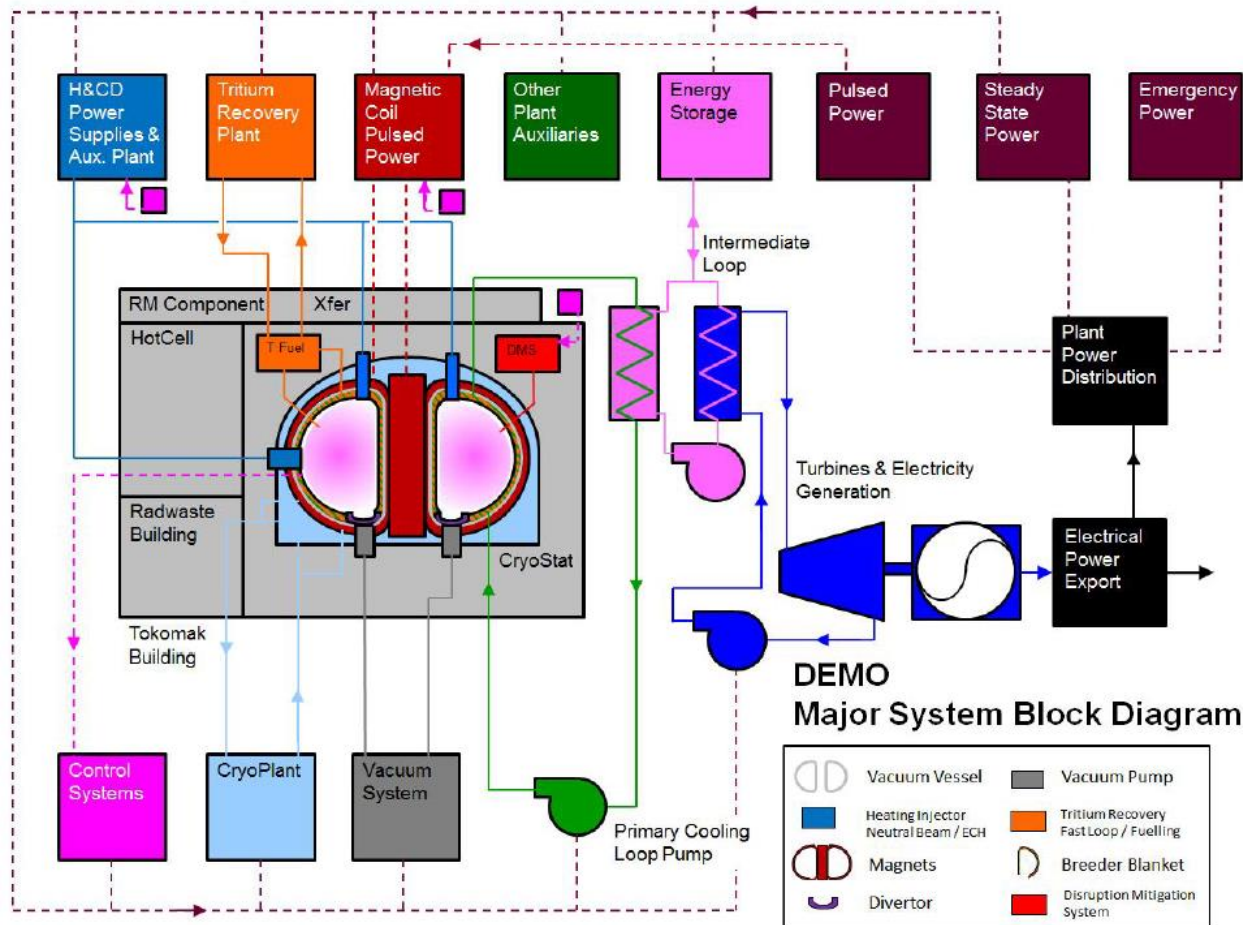 H&CD
Power
Supplies &
Aux. Plant
Tritium
Recovery
Plant
Magnetic
Coil
Pulsed
Power
Other
Plant
Auxiliaries
Energy
Storage
Pulsed
Power
Steady
State
Power
Emergency
Power
Intermediate
Loop
RM Component Xfer
HotCell
T Fuel
DMS
Plant
Power
Distribution
Turbines & Electricity
Generation
Radwaste
Building
CryoStat
Electrical
Power
Export
Tokomak
Building
DEMO
Major System Block Diagram
Control
Systems
CryoPlant
Vacuum
System
Primary Cooling
Loop Pump
Vacuum Vessel
Vacuum Pump
Heating Injector
Neutral Beam / ECH
Tritium Recovery
Fast Loop / Fuelling
Magnets
Breeder Blanket
Divertor
Disruption Mitigation
System